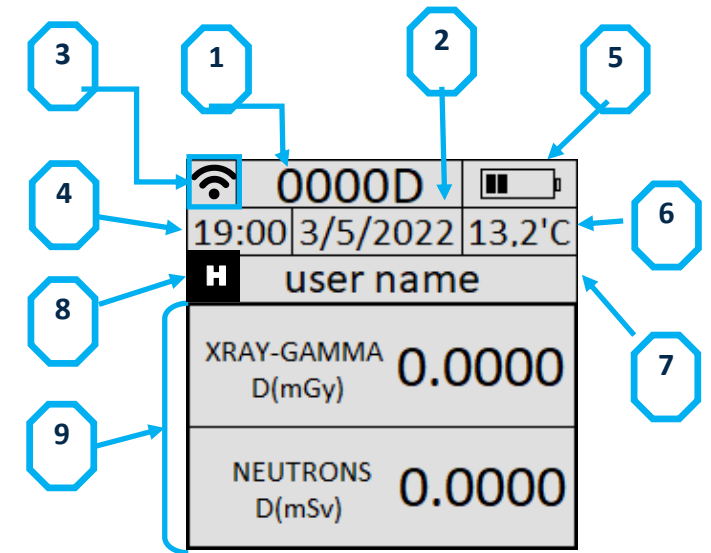 3
1
2
5
4
6
8
7
9
0000D
19:00 3/5/2022 13,2'C
H user name
XRAY-GAMMA 0.0000
D(mGy)
NEUTRONS 0.0000
D(mSv)